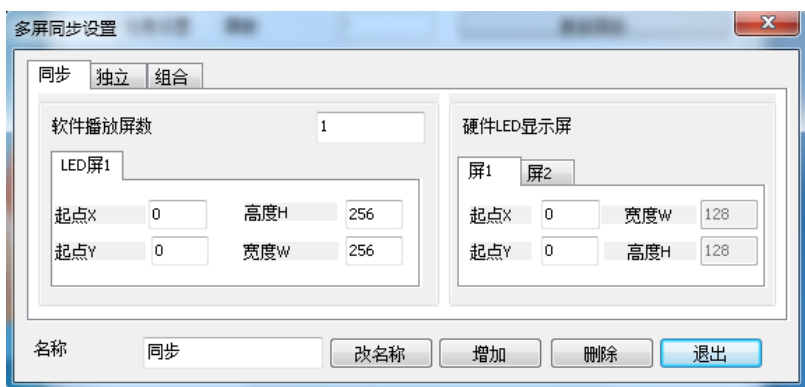 多屏同步设置
同步 独立 组合
软件播放屏数 1
LED屏1
起点X 0 高度H 256
起点Y 0 宽度W 256
硬件LED显示屏
屏1 屏2
起点X 0 宽度W 128
起点Y 0 高度H 128
名称 同步 改名称 增加 删除 退出